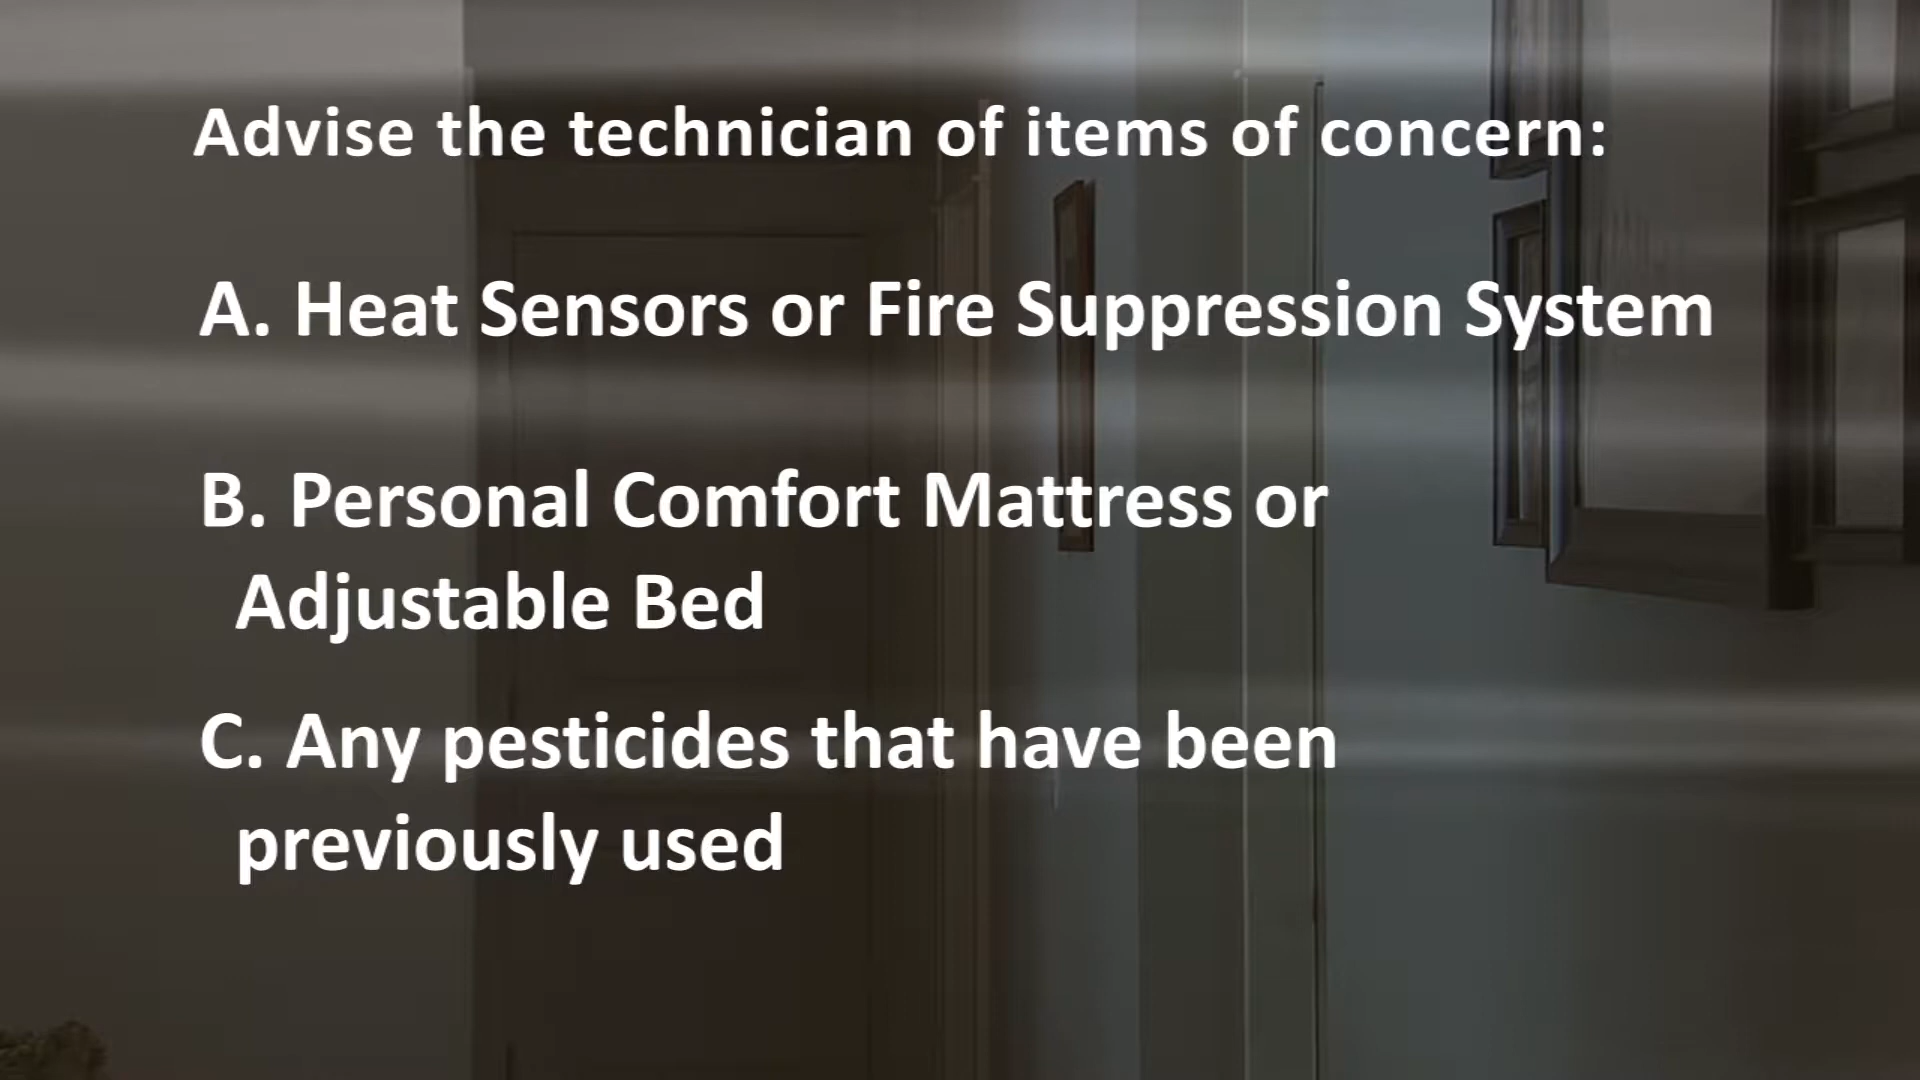 Advise the technician of items of concern:
A. Heat Sensors or Fire Suppression System
B. Personal Comfort Mattress or
Adjustable Bed
C. Any pesticides that have been
previously used